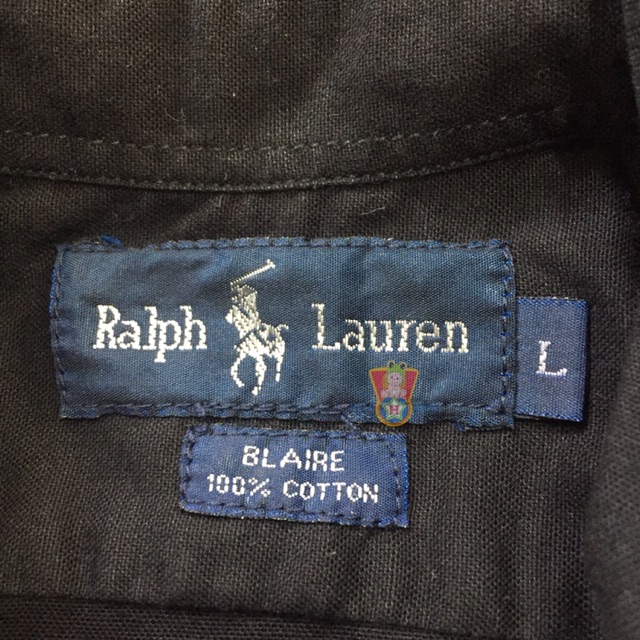 Ralph Lauren
L
BLAIRE
100% COTTON